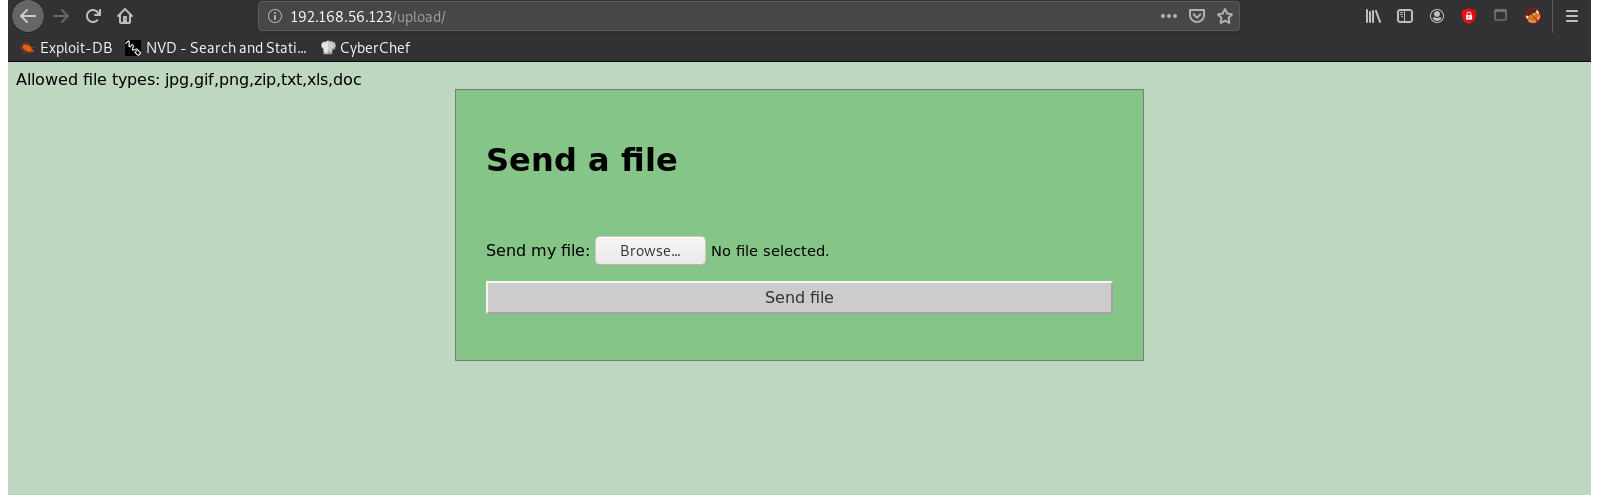 192.168.56.123/upload/
Exploit-DB NVD - Search and Stati... CyberChef
Allowed file types: jpg,gif,png,zip,txt,xls,doc
Send a file
Send my file: Browse... No file selected.
Send file